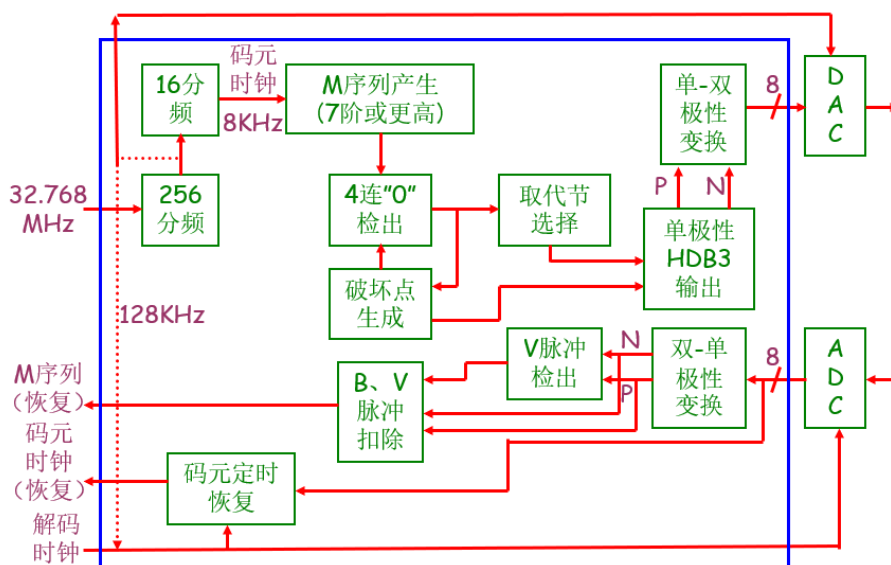 16分
频
码元
时钟
8KHz
M序列产生
(7阶或更高)
单-双
极性
变换
8
D
A
C
32.768
MHz
256
分频
4连"0"
检出
取代节
选择
P
N
单极性
HDB3
输出
破坏点
生成
128KHz
M序列
(恢复)
B、V
脉冲
扣除
V脉冲
检出
N
P
双-单
极性
变换
8
A
D
C
码元
时钟
(恢复)
码元定时
恢复
解码
时钟